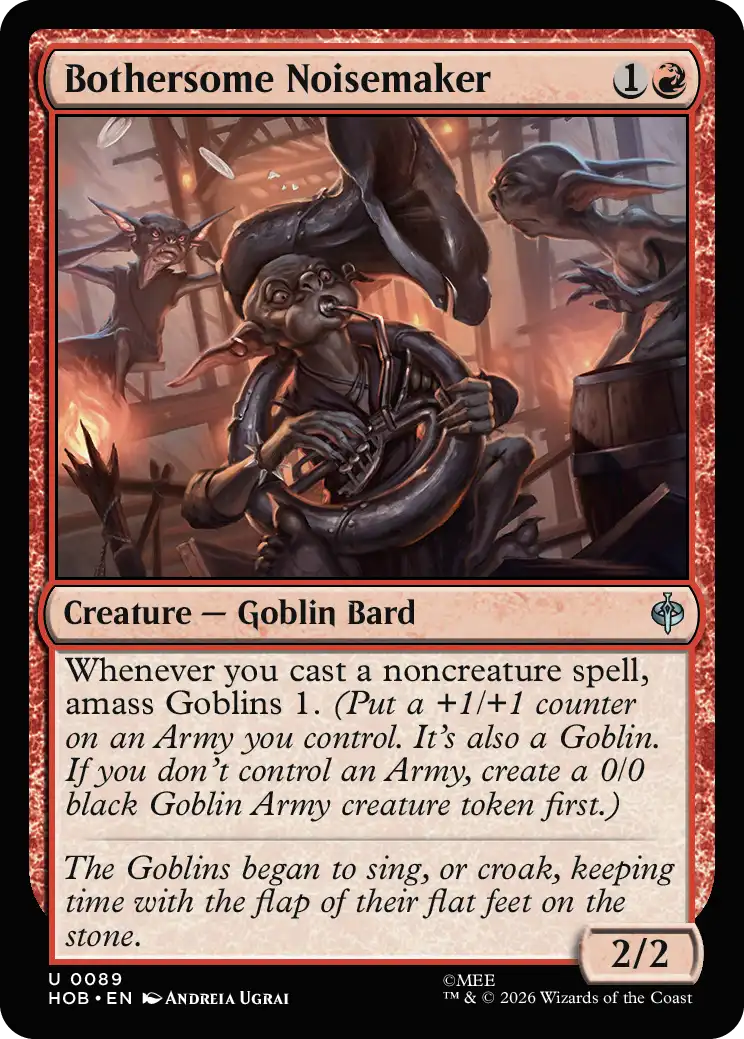 Bothersome Noisemaker 1
Creature — Goblin Bard
Whenever you cast a noncreature spell,
amass Goblins 1. (Put a +1/+1 counter
on an Army you control. It's also a Goblin.
If you don't control an Army, create a 0/0
black Goblin Army creature token first.)
The Goblins began to sing, or croak, keeping
time with the flap of their flat feet on the
stone.
2/2
U 0089
HOB • EN Andreia Ugrai
©MEE
™ & © 2026 Wizards of the Coast